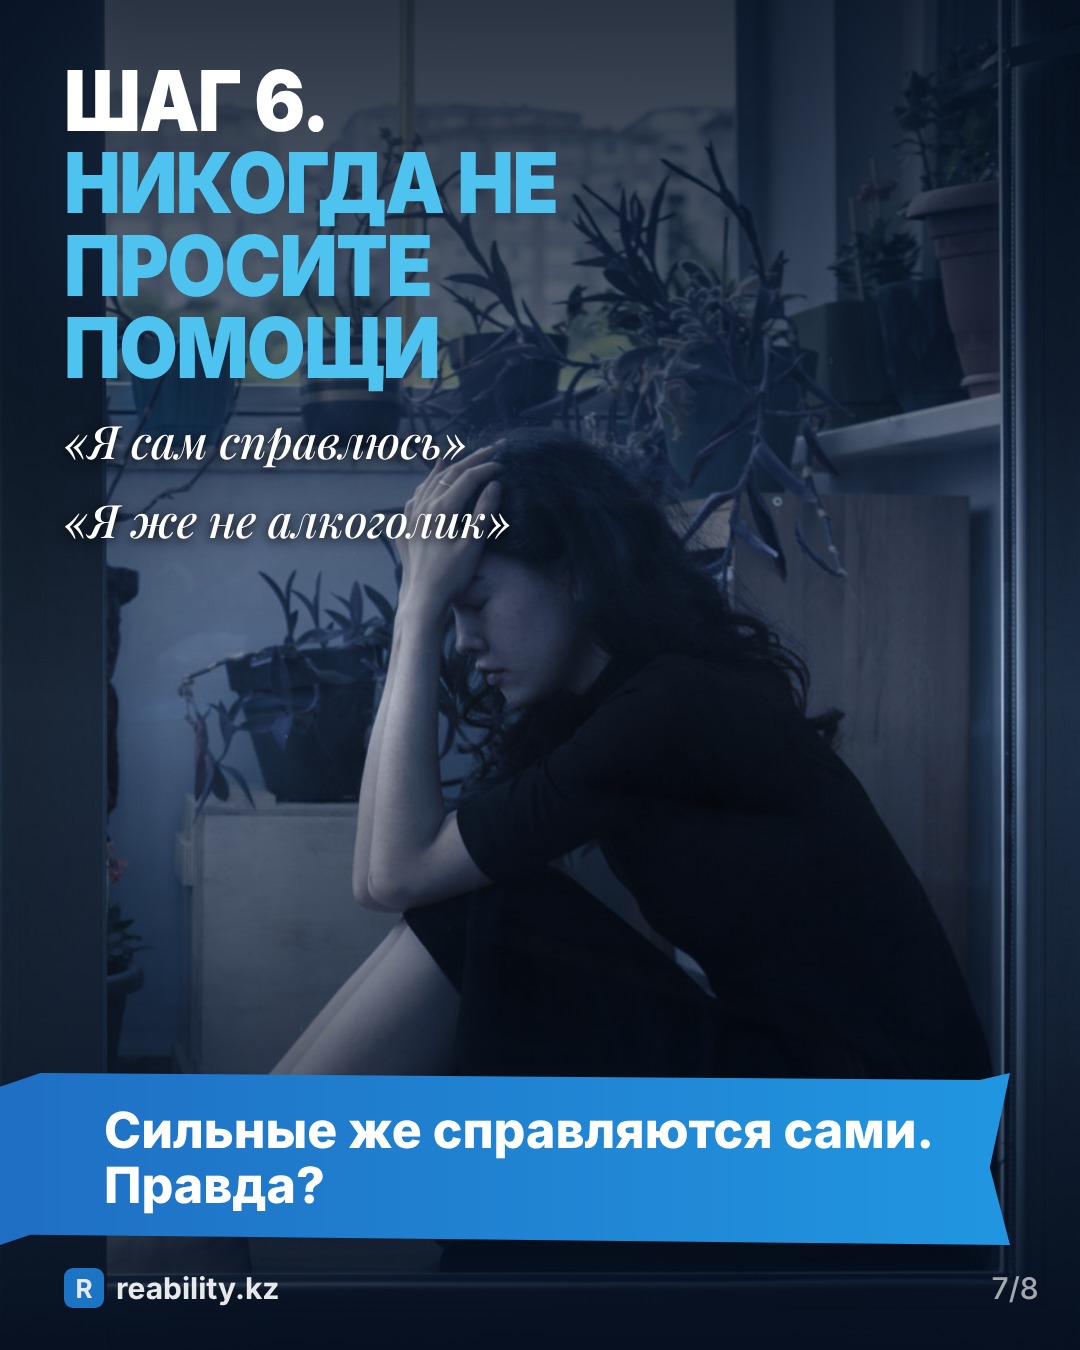 ШАГ 6.
НИКОГДА НЕ
ПРОСИТЕ
ПОМОЩИ
«Я сам справлюсь»
«Я же не алкоголик»
Сильные же справляются сами.
Правда?
R reability.kz
7/8